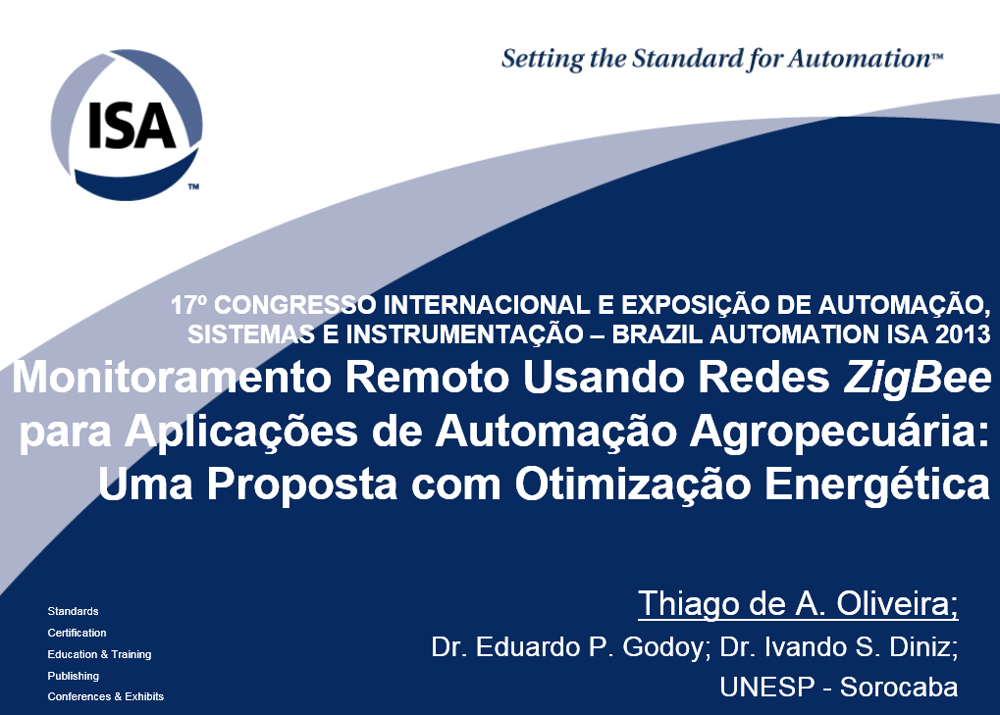 Setting the Standard for Automation™
ISA
™
17º CONGRESSO INTERNACIONAL E EXPOSIÇÃO DE AUTOMAÇÃO,
SISTEMAS E INSTRUMENTAÇÃO – BRAZIL AUTOMATION ISA 2013
Monitoramento Remoto Usando Redes ZigBee
para Aplicações de Automação Agropecuária:
Uma Proposta com Otimização Energética
Thiago de A. Oliveira;
Dr. Eduardo P. Godoy; Dr. Ivando S. Diniz;
UNESP - Sorocaba
Standards
Certification
Education & Training
Publishing
Conferences & Exhibits